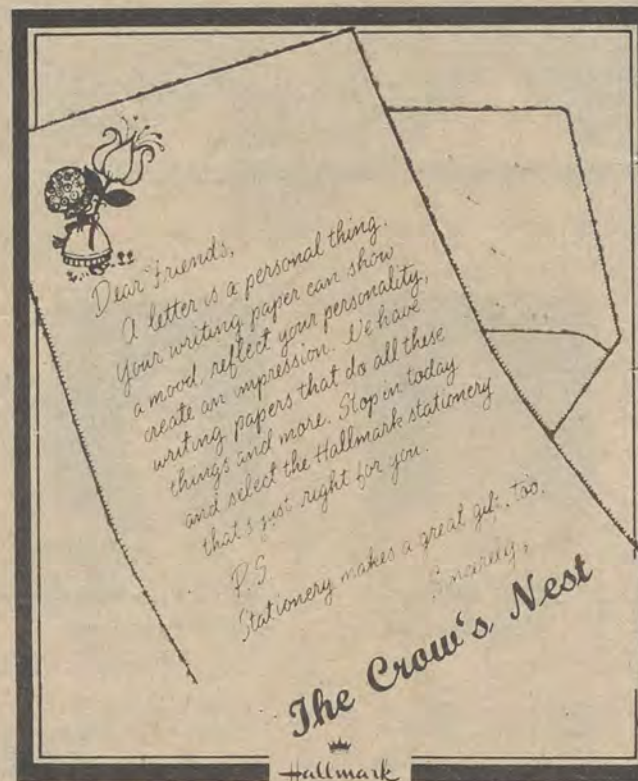 Dear Friends,
A letter is a personal thing.
Your writing paper can show
a mood, reflect your personality,
create an impression. We have
writing papers that do all these
things and more. Stop in today
and select the Hallmark stationery
that's just right for you.
P.S.
Stationery makes a great gift, too.
Sincerely,
The Crow's Nest
Hallmark